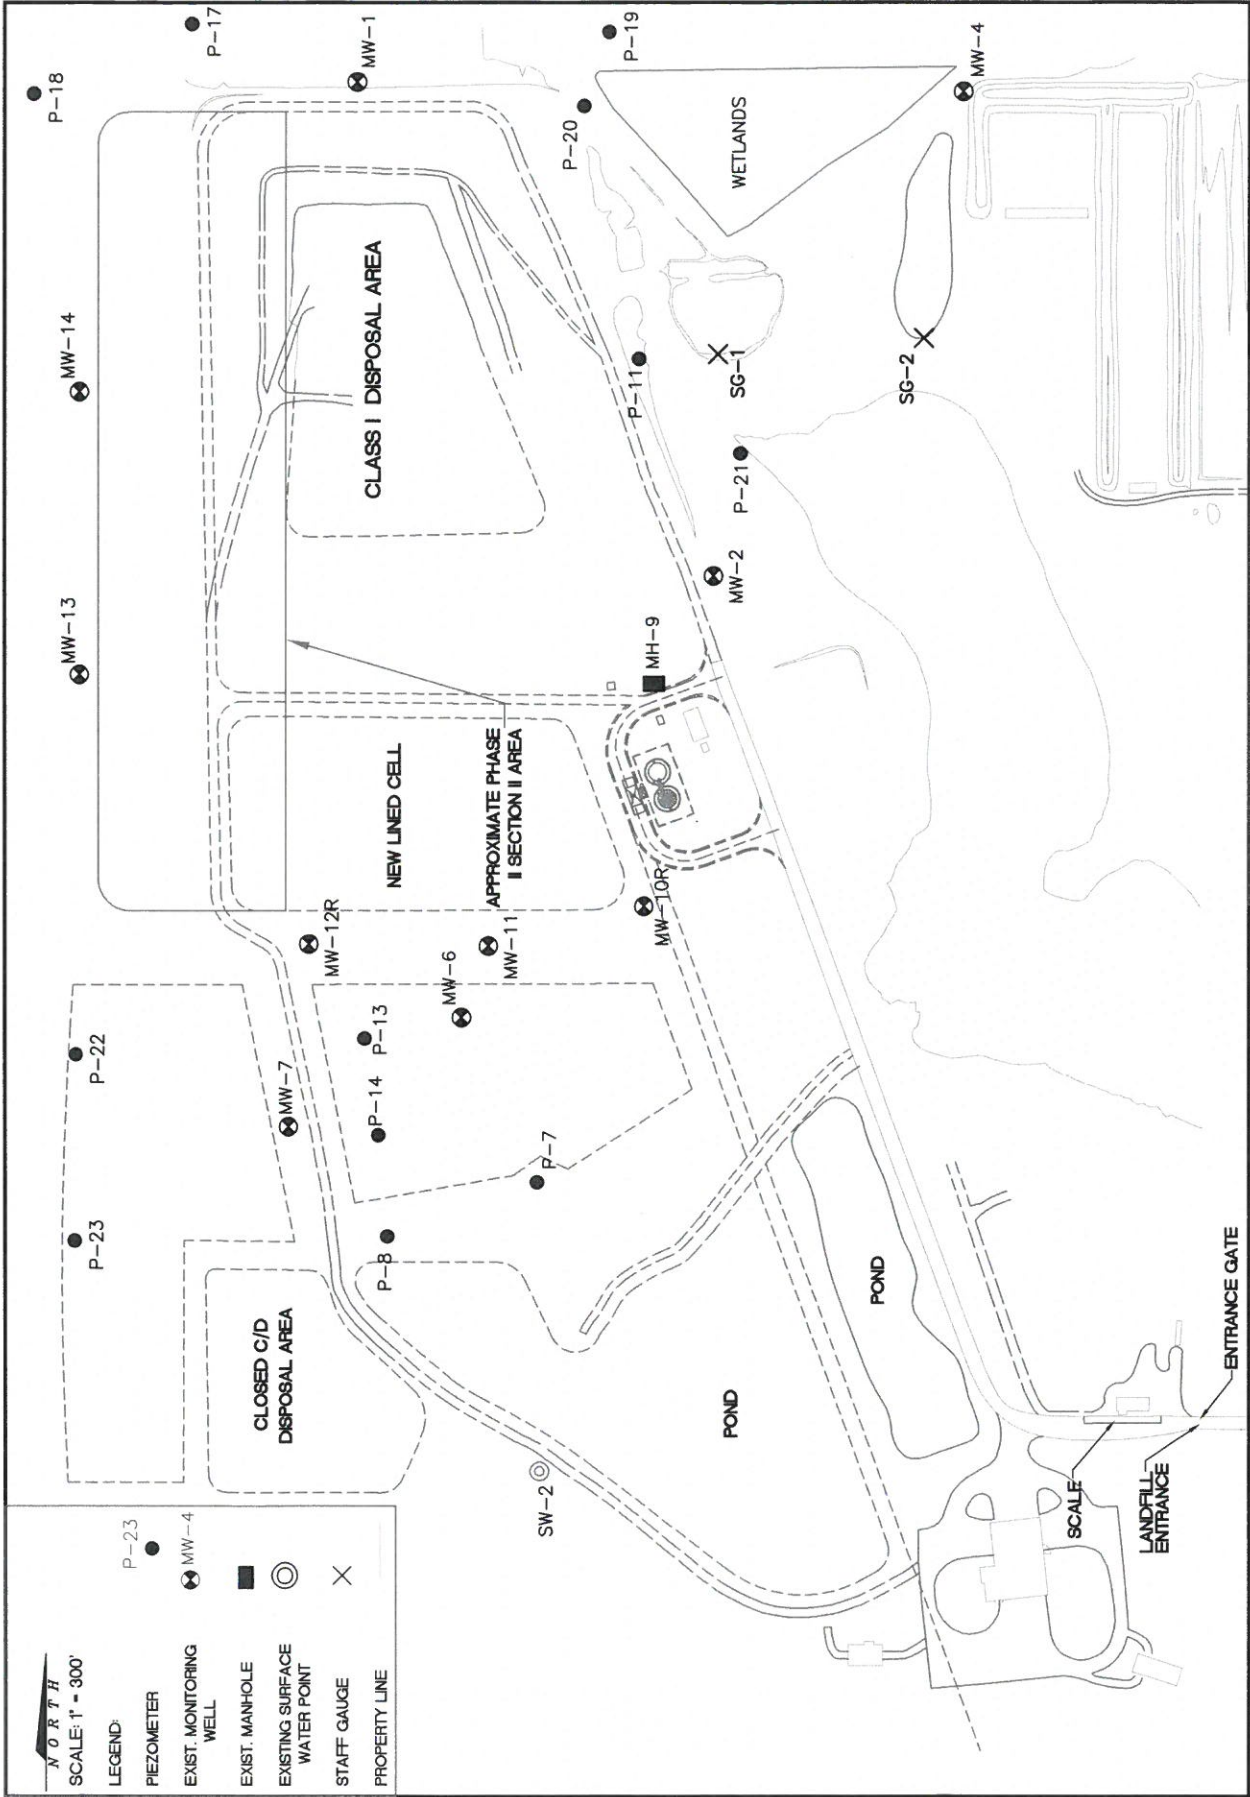 NORTH
SCALE: 1" = 300'
LEGEND:
PIEZOMETER
P-23
EXIST. MONITORING
WELL
MW-4
EXIST. MANHOLE
EXISTING SURFACE
WATER POINT
STAFF GAUGE
PROPERTY LINE
P-18
P-17
MW-1
P-19
MW-4
P-20
WETLANDS
MW-14
CLASS I DISPOSAL AREA
P-11
SG-1
SG-2
P-21
MW-13
MW-2
MH-9
NEW LINED CELL
APPROXIMATE PHASE
II SECTION II AREA
MW-12R
MW-11
MW-10R
MW-6
P-22
P-13
MW-7
P-14
P-7
P-23
P-8
CLOSED C/D
DISPOSAL AREA
POND
POND
SW-2
SCALE
LANDFILL
ENTRANCE
ENTRANCE GATE